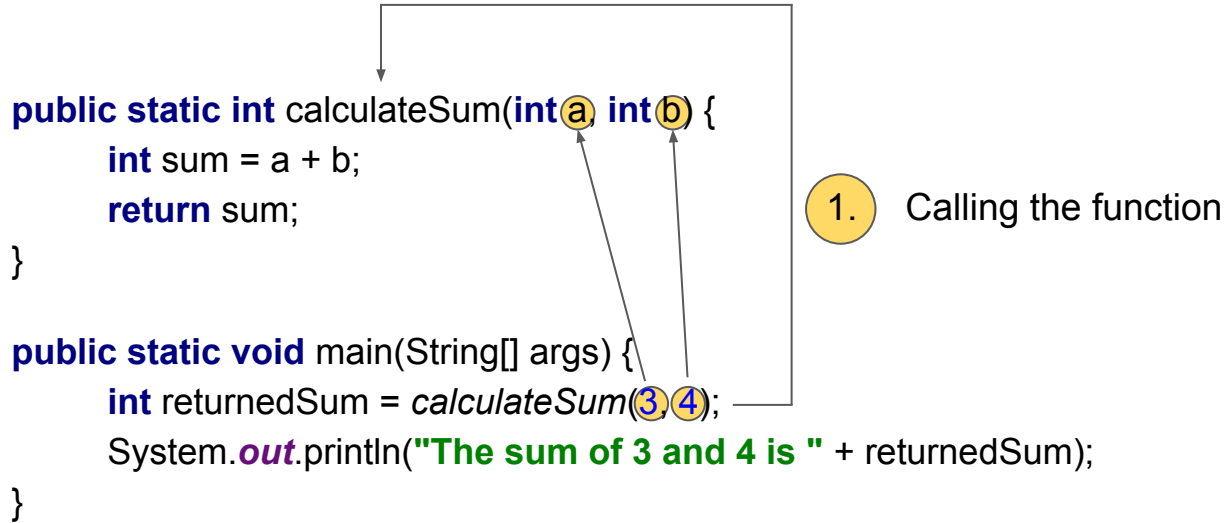 public static int calculateSum(int a, int b) {
int sum = a + b;
return sum;
1. Calling the function
}
public static void main(String[] args) {
int returnedSum = calculateSum(3, 4);
System.out.println("The sum of 3 and 4 is " + returnedSum);
}